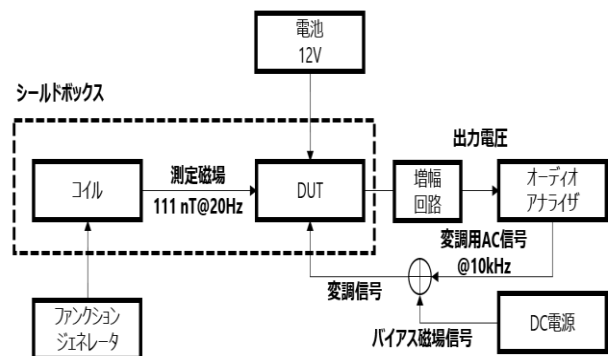 電池
12V
シールドボックス
出力電圧
コイル
測定磁場
111 nT@20Hz
DUT
増幅
回路
オーディオ
アナライザ
変調用AC信号
@10kHz
変調信号
ファンクション
ジェネレータ
バイアス磁場信号
DC電源